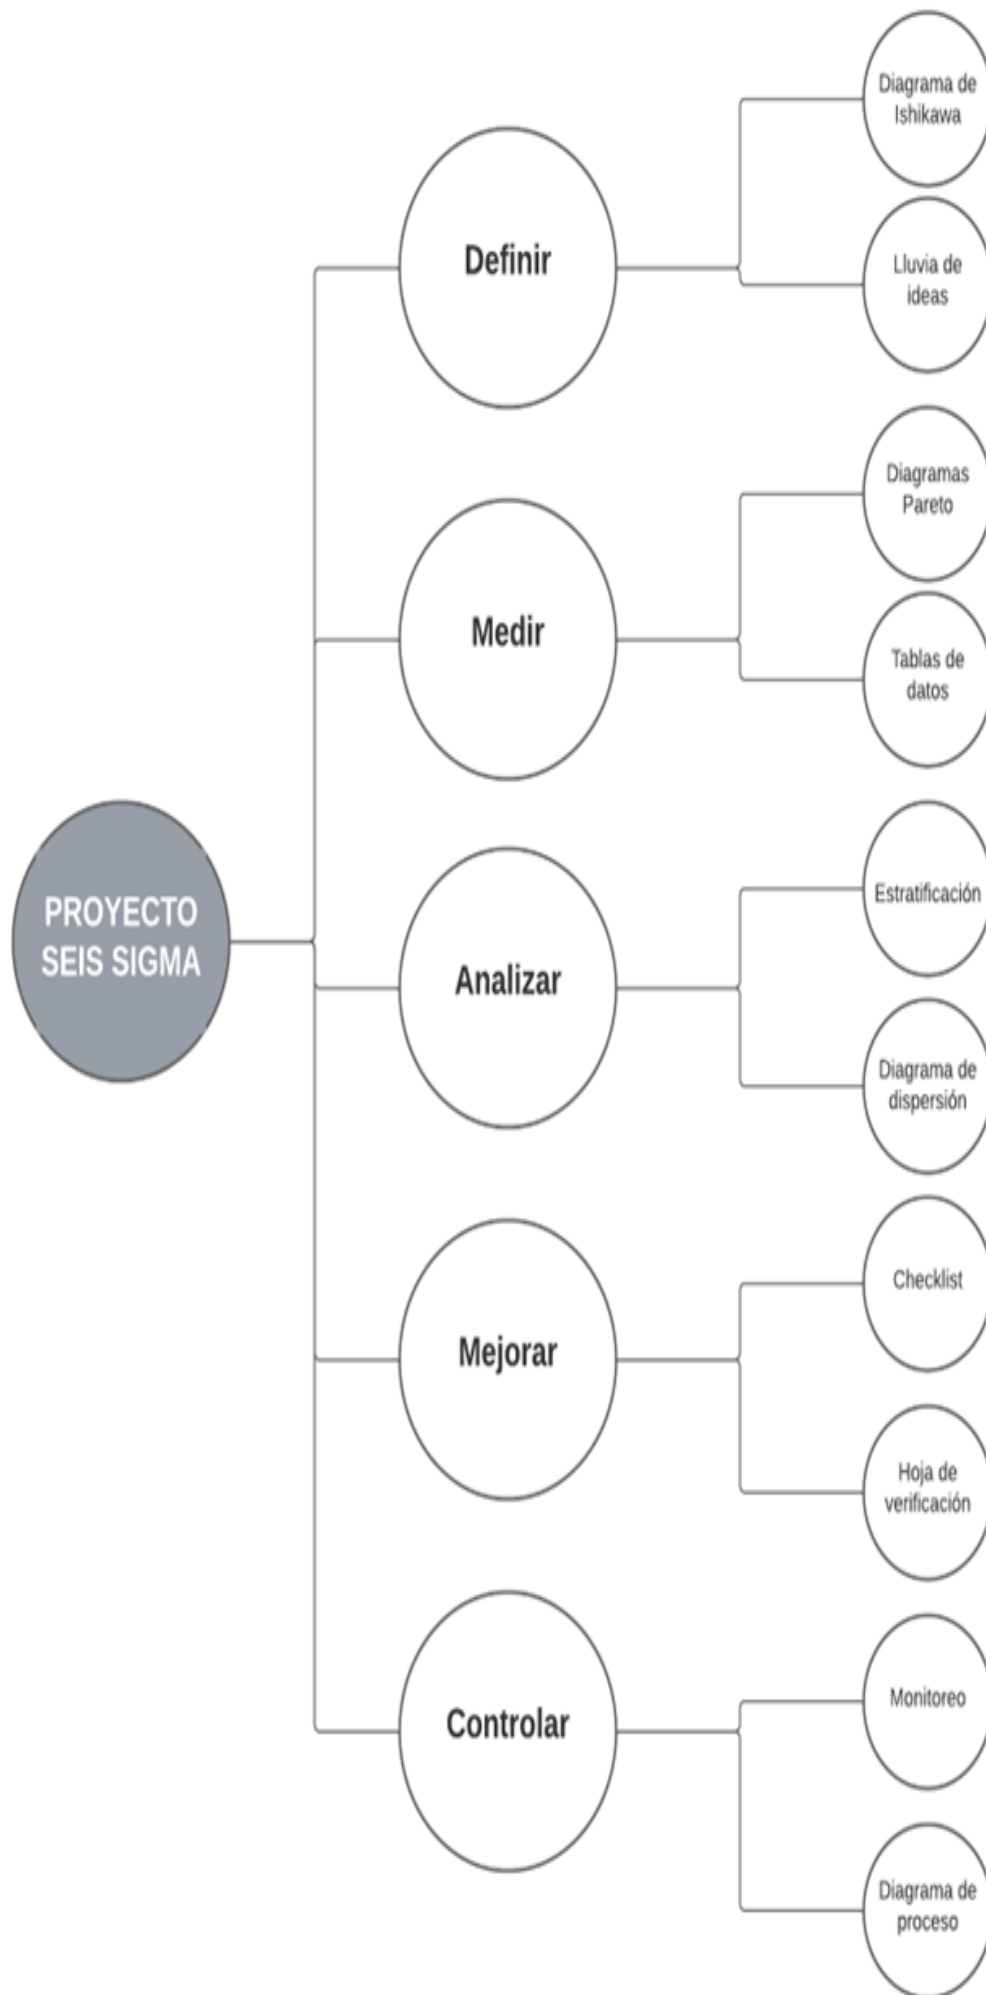 PROYECTO
SEIS SIGMA
Definir
Diagrama de
Ishikawa
Lluvia de
ideas
Medir
Diagramas
Pareto
Tablas de
datos
Analizar
Estratificación
Diagrama de
dispersión
Mejorar
Checklist
Hoja de
verificación
Controlar
Monitoreo
Diagrama de
proceso